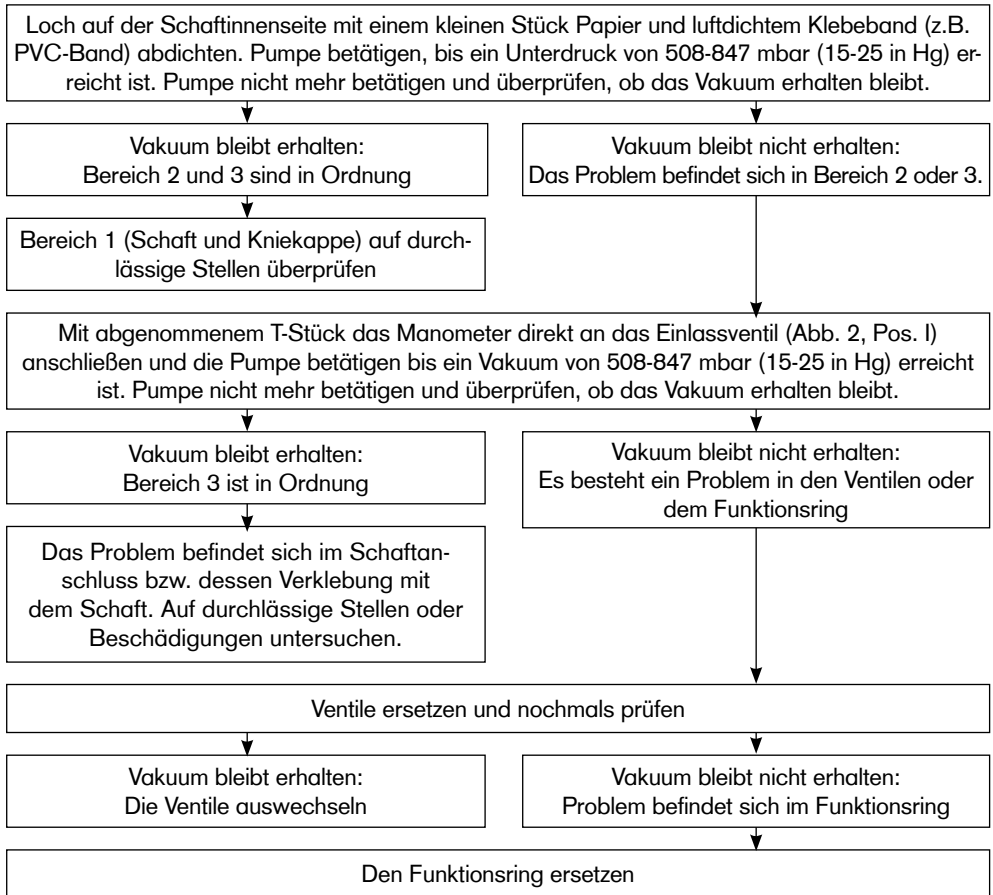 Loch auf der Schaftinnenseite mit einem kleinen Stück Papier und luftdichtem Klebeband (z.B.
PVC-Band) abdichten. Pumpe betätigen, bis ein Unterdruck von 508-847 mbar (15-25 in Hg) er-
reicht ist. Pumpe nicht mehr betätigen und überprüfen, ob das Vakuum erhalten bleibt.
Vakuum bleibt erhalten:
Bereich 2 und 3 sind in Ordnung
Vakuum bleibt nicht erhalten:
Das Problem befindet sich in Bereich 2 oder 3.
Bereich 1 (Schaft und Kniekappe) auf durch-
lässige Stellen überprüfen
Mit abgenommenem T-Stück das Manometer direkt an das Einlassventil (Abb. 2, Pos. I)
anschließen und die Pumpe betätigen bis ein Vakuum von 508-847 mbar (15-25 in Hg) erreicht
ist. Pumpe nicht mehr betätigen und überprüfen, ob das Vakuum erhalten bleibt.
Vakuum bleibt erhalten:
Bereich 3 ist in Ordnung
Vakuum bleibt nicht erhalten:
Es besteht ein Problem in den Ventilen oder
dem Funktionsring
Das Problem befindet sich im Schaftan-
schluss bzw. dessen Verklebung mit
dem Schaft. Auf durchlässige Stellen oder
Beschädigungen untersuchen.
Ventile ersetzen und nochmals prüfen
Vakuum bleibt erhalten:
Die Ventile auswechseln
Vakuum bleibt nicht erhalten:
Problem befindet sich im Funktionsring
Den Funktionsring ersetzen